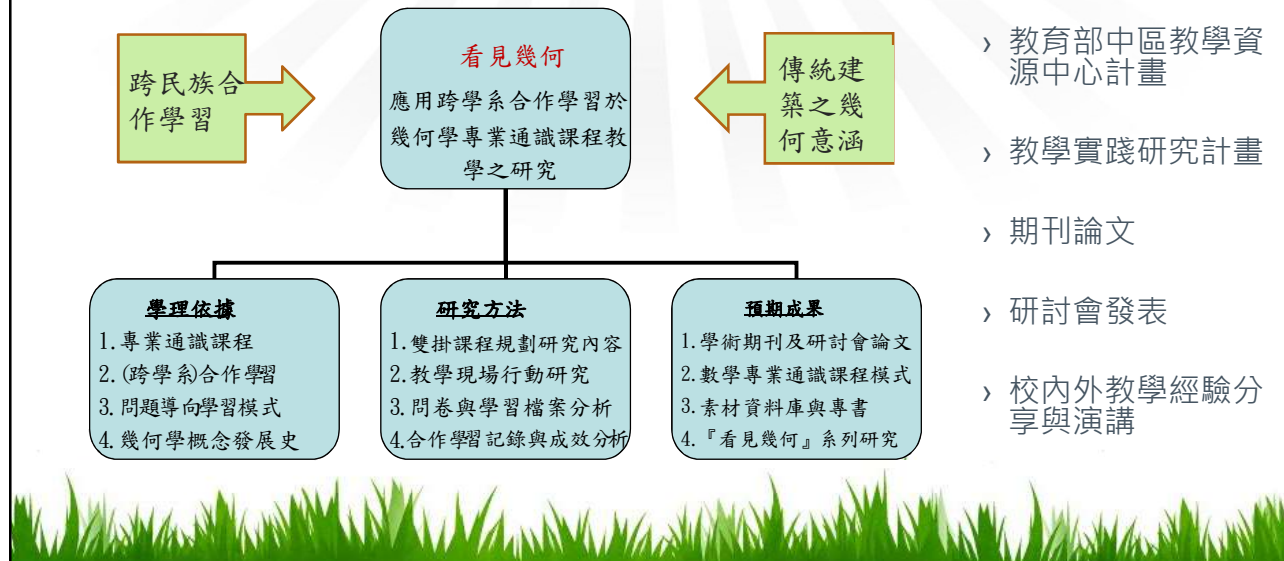 跨民族合
作學習
看見幾何
應用跨學系合作學習於
幾何學專業通識課程教
學之研究
傳統建
築之幾
何意涵
學理依據
1.專業通識課程
2.(跨學系)合作學習
3.問題導向學習模式
4.幾何學概念發展史
研究方法
1.雙掛課程規劃研究內容
2.教學現場行動研究
3.問卷與學習檔案分析
4.合作學習記錄與成效分析
預期成果
1.學術期刊及研討會論文
2.數學專業通識課程模式
3.素材資料庫與專書
4.『看見幾何』系列研究
› 教育部中區教學資
源中心計畫
› 教學實踐研究計畫
› 期刊論文
› 研討會發表
› 校內外教學經驗分
享與演講